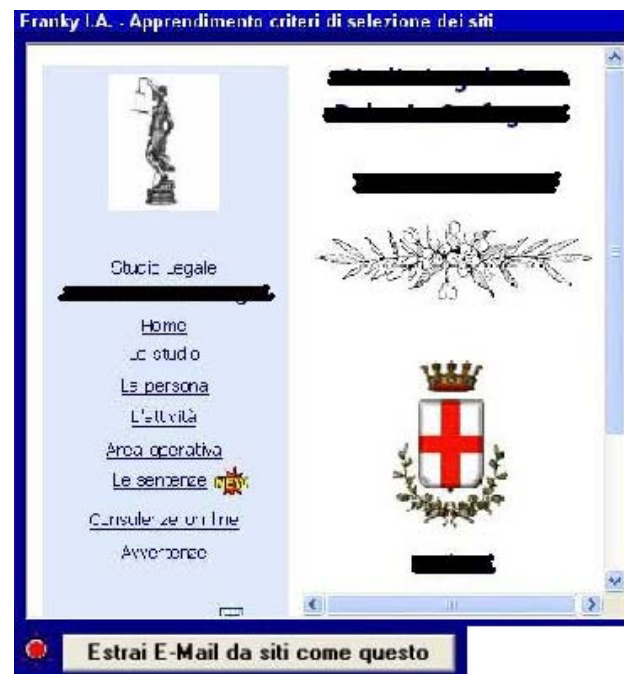 Franky I.A. - Apprendimento criteri di selezione dei siti
Studio Legale
Home
Lo studio
La persona
L'attività
Area operativa
Le sentenze NEW
Consulenze on line
Avvertenze
Estrai E-Mail da siti come questo